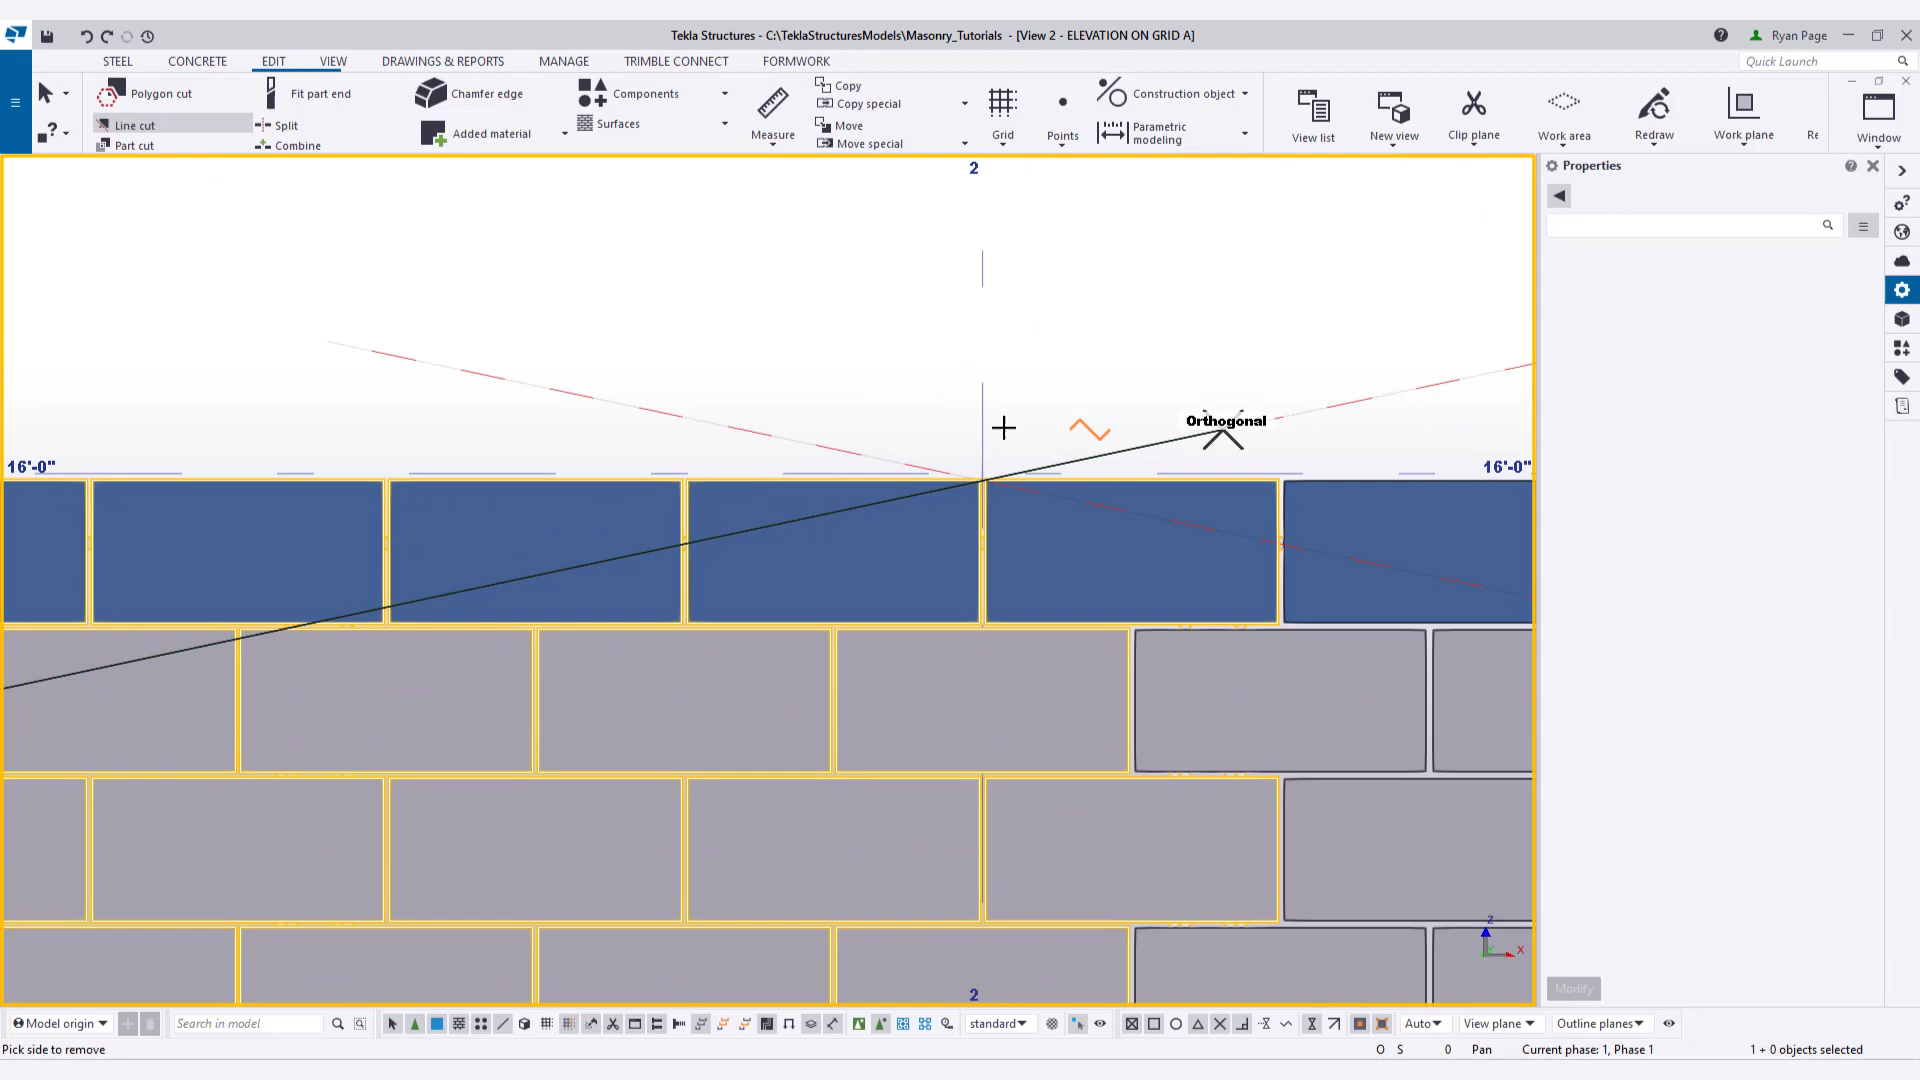 Tekla Structures - C:\TeklaStructuresModels\Masonry_Tutorials - [View 2 - ELEVATION ON GRID A]
Ryan Page
STEEL
CONCRETE
EDIT
VIEW
DRAWINGS & REPORTS
MANAGE
TRIMBLE CONNECT
FORMWORK
Quick Launch
Polygon cut
Line cut
Part cut
Fit part end
Split
Combine
Chamfer edge
Added material
Components
Surfaces
Measure
Copy
Copy special
Move
Move special
Grid
Points
Construction object
Parametric
modeling
View list
New view
Clip plane
Work area
Redraw
Work plane
Re
Window
Properties
2
Orthogonal
16'-0"
16'-0"
Z
X
2
Modify
Model origin
Search in model
standard
Auto
View plane
Outline planes
Pick side to remove
O
S
0
Pan
Current phase: 1, Phase 1
1 + 0 objects selected